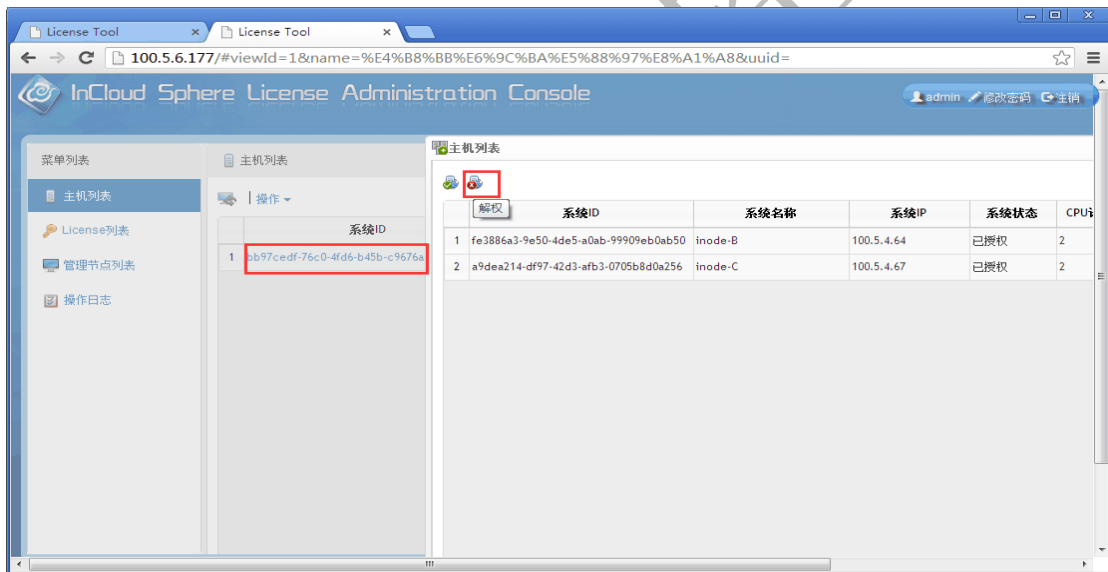 License Tool
License Tool
100.5.6.177/#viewId=1&name=%E4%B8%BB%E6%9C%BA%E5%88%97%E8%A1%A8&uuid=
InCloud Sphere License Administration Console
admin 修改密码 注销
菜单列表
主机列表
License列表
管理节点列表
操作日志
主机列表
操作
系统ID
1 bb97cedf-76c0-4fd6-b45b-c9676a
主机列表
解权
系统ID 系统名称 系统IP 系统状态 CPU
1 fe3886a3-9e50-4de5-a0ab-99909eb0ab50 inode-B 100.5.4.64 已授权 2
2 a9dea214-df97-42d3-afb3-0705b8d0a256 inode-C 100.5.4.67 已授权 2